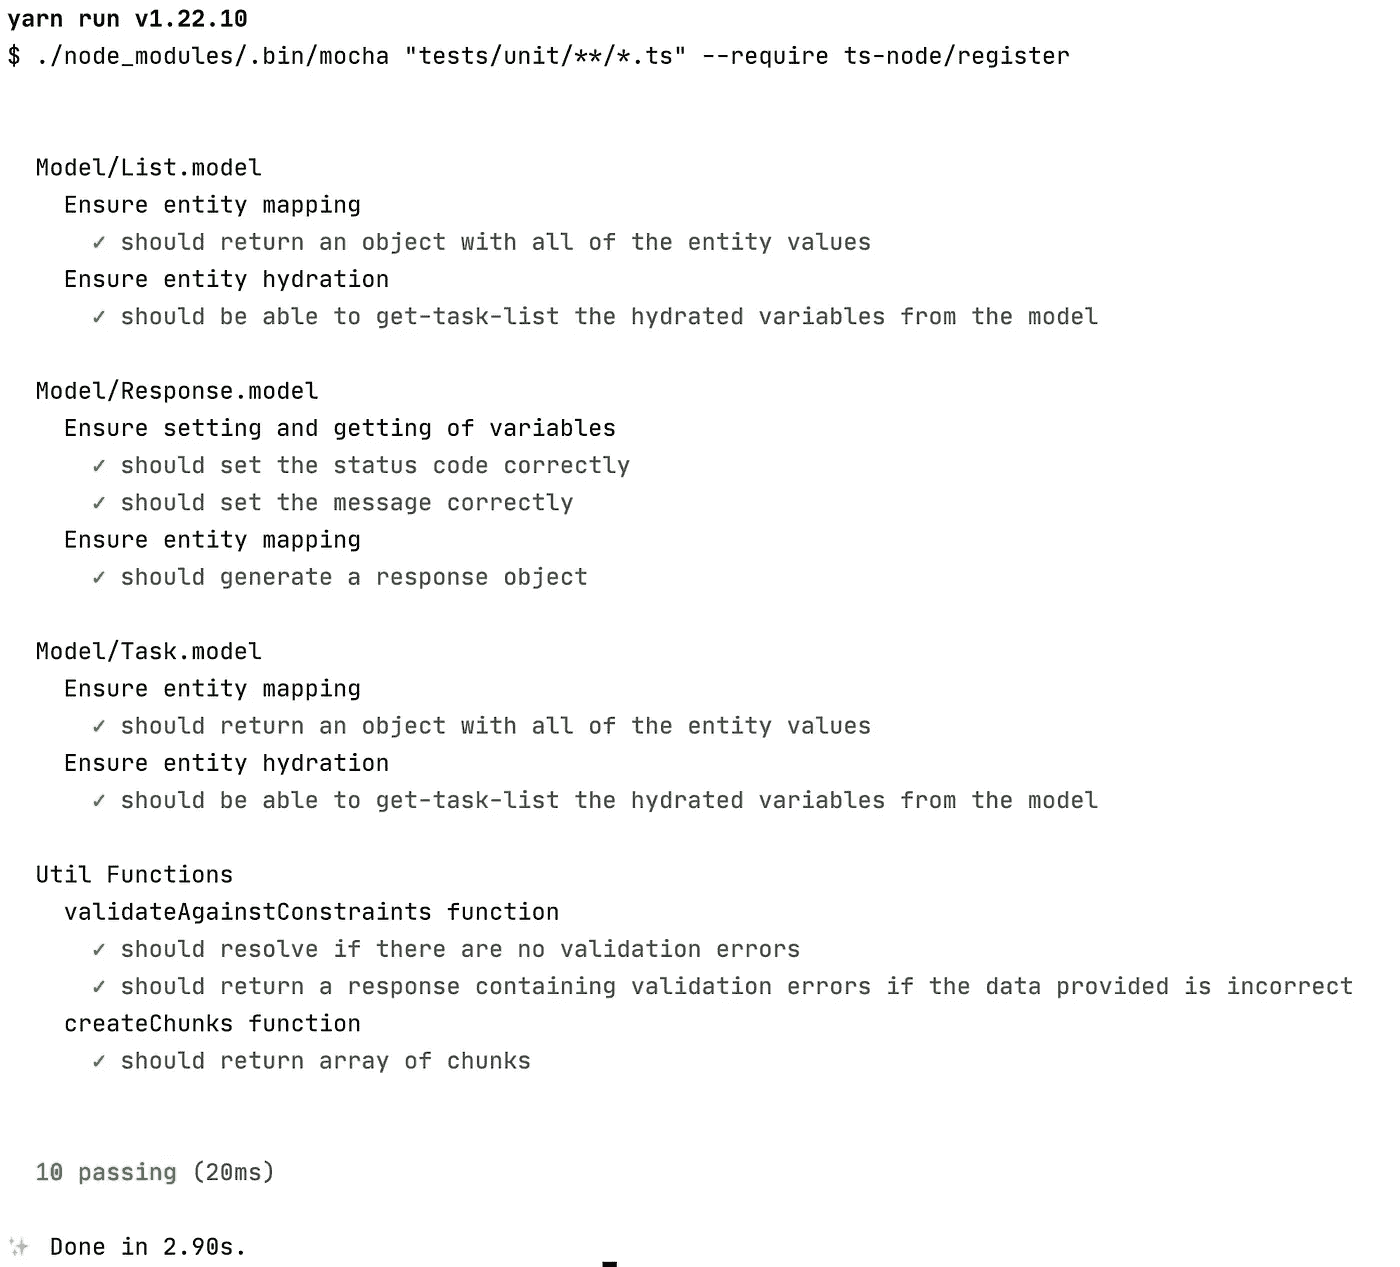 yarn run v1.22.10
$ ./node_modules/.bin/mocha "tests/unit/**/*.ts" --require ts-node/register
Model/List.model
Ensure entity mapping
✓ should return an object with all of the entity values
Ensure entity hydration
✓ should be able to get-task-list the hydrated variables from the model
Model/Response.model
Ensure setting and getting of variables
✓ should set the status code correctly
✓ should set the message correctly
Ensure entity mapping
✓ should generate a response object
Model/Task.model
Ensure entity mapping
✓ should return an object with all of the entity values
Ensure entity hydration
✓ should be able to get-task-list the hydrated variables from the model
Util Functions
validateAgainstConstraints function
✓ should resolve if there are no validation errors
✓ should return a response containing validation errors if the data provided is incorrect
createChunks function
✓ should return array of chunks
10 passing (20ms)
✨ Done in 2.90s.